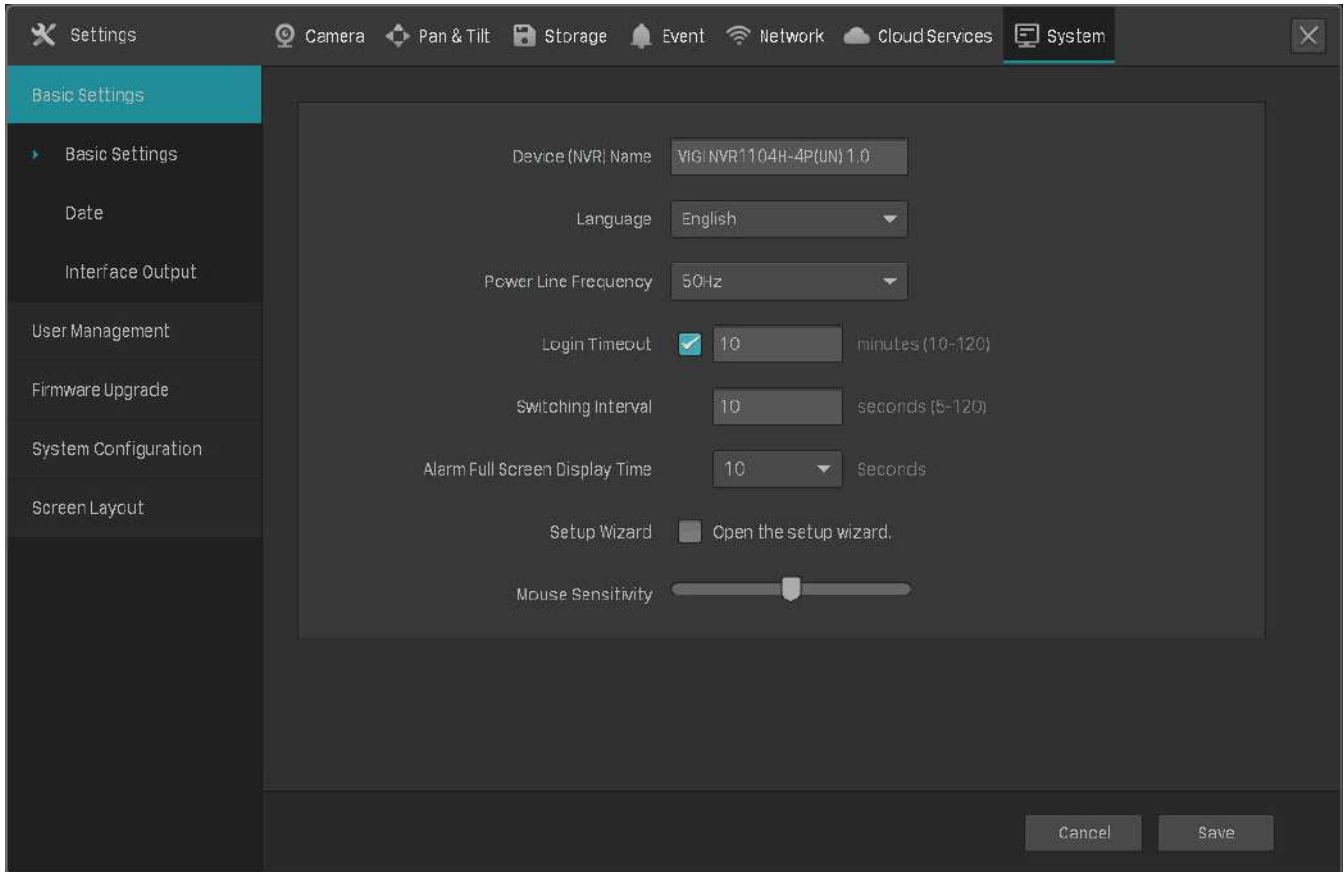 Settings
Camera
Pan & Tilt
Storage
Event
Network
Cloud Services
System
Basic Settings
Basic Settings
Date
Interface Output
User Management
Firmware Upgrade
System Configuration
Screen Layout
Device (NVR) Name VIGI NVR1104H-4P(UN) 1.0
Language English
Power Line Frequency 50Hz
Login Timeout 10 minutes (10-120)
Switching Interval 10 seconds (5-120)
Alarm Full Screen Display Time 10 Seconds
Setup Wizard Open the setup wizard.
Mouse Sensitivity
Cancel Save